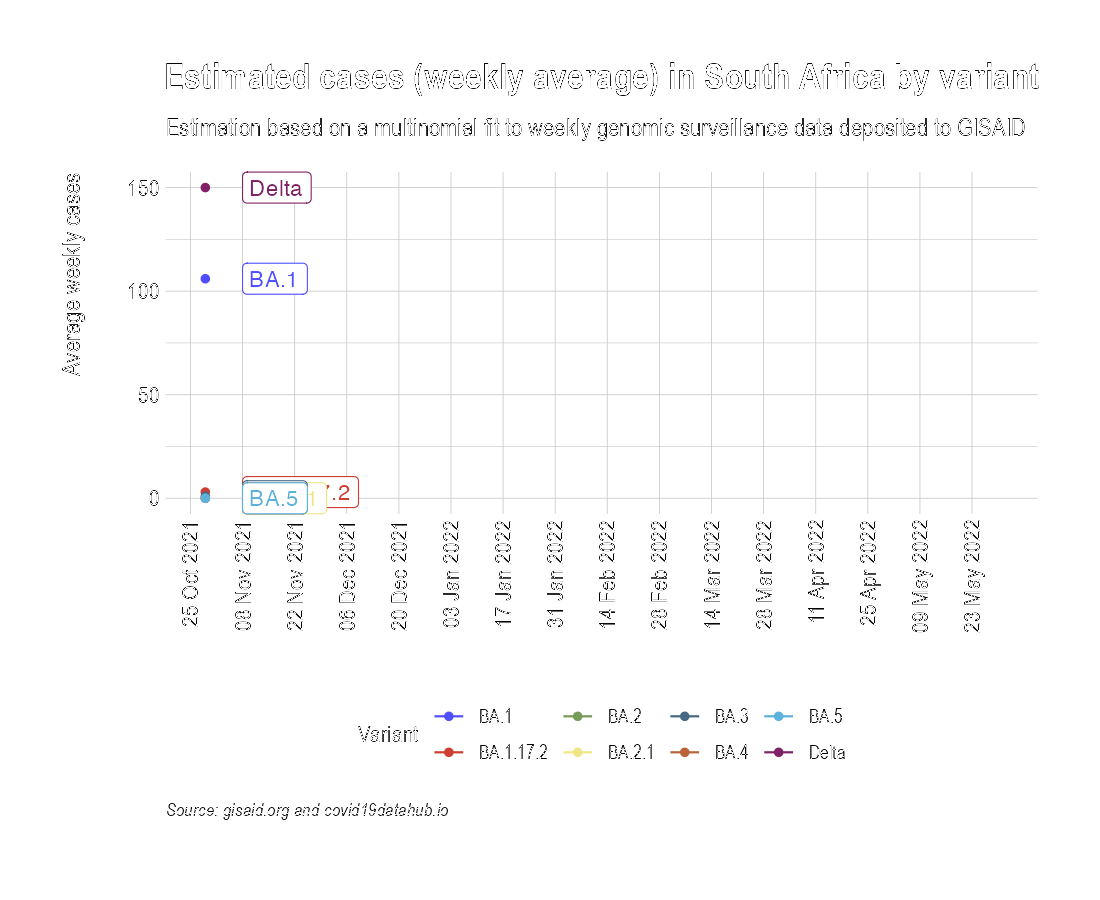 Estimated cases (weekly average) in South Africa by variant
Estimation based on a multinomial fit to weekly genomic surveillance data deposited to GISAID
Average weekly cases
150
100
50
0
Delta
BA.1
7.2
BA.5
1
25 Oct 2021
08 Nov 2021
22 Nov 2021
06 Dec 2021
20 Dec 2021
03 Jan 2022
17 Jan 2022
31 Jan 2022
14 Feb 2022
28 Feb 2022
14 Mar 2022
28 Mar 2022
11 Apr 2022
25 Apr 2022
09 May 2022
23 May 2022
Variant
BA.1
BA.2
BA.3
BA.5
BA.1.17.2
BA.2.1
BA.4
Delta
Source: gisaid.org and covid19datahub.io